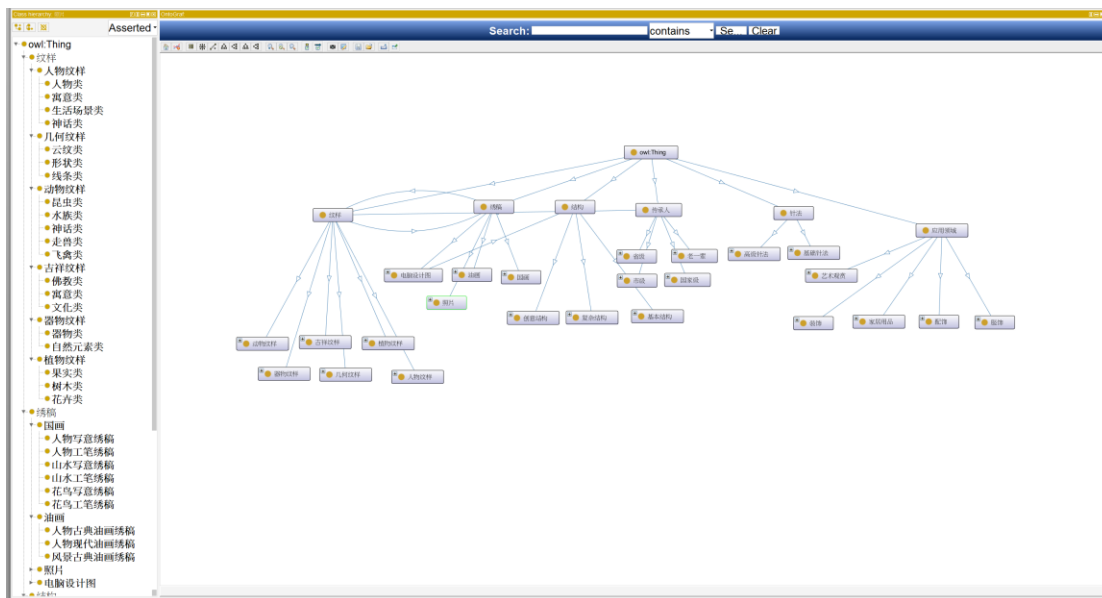 Class hierarchy
Asserted
owl:Thing
纹样
人物纹样
人物类
寓意类
生活场景类
神话类
几何纹样
云纹类
形状类
线条类
动物纹样
昆虫类
水族类
神话类
走兽类
飞禽类
吉祥纹样
佛教类
寓意类
文化类
器物纹样
器物类
自然元素类
植物纹样
果实类
树木类
花卉类
绣稿
国画
人物写意绣稿
人物工笔绣稿
山水写意绣稿
山水工笔绣稿
花鸟写意绣稿
花鸟工笔绣稿
油画
人物古典油画绣稿
人物现代油画绣稿
风景古典油画绣稿
照片
电脑设计图
结构
OntoGraf
Search: contains Se... Clear
owl:Thing
纹样 绣稿 结构 传承人 针法
应用领域
高级针法 基础针法
省级 老一辈
电脑设计图 油画 国画 市级 国家级 艺术观赏
照片
创意结构 复杂结构 基本结构
家居用品 配饰 服饰
动物纹样 吉祥纹样 植物纹样
器物纹样 几何纹样 人物纹样